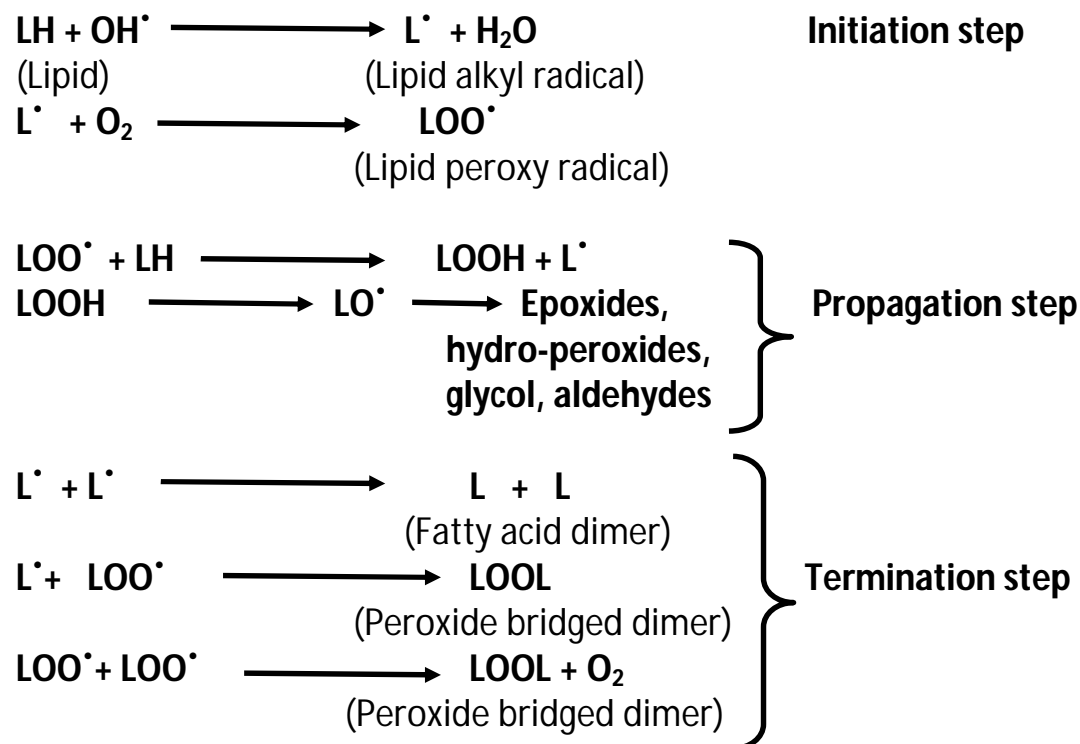 LH + OH˙ L˙ + H₂O Initiation step
(Lipid) (Lipid alkyl radical)
L˙ + O₂ LOO˙
(Lipid peroxy radical)
LOO˙ + LH LOOH + L˙
LOOH LO˙ Epoxides,
Propagation step
hydro-peroxides,
glycol, aldehydes
L˙ + L˙ L + L
(Fatty acid dimer)
L˙+ LOO˙ LOOL Termination step
(Peroxide bridged dimer)
LOO˙+ LOO˙ LOOL + O₂
(Peroxide bridged dimer)